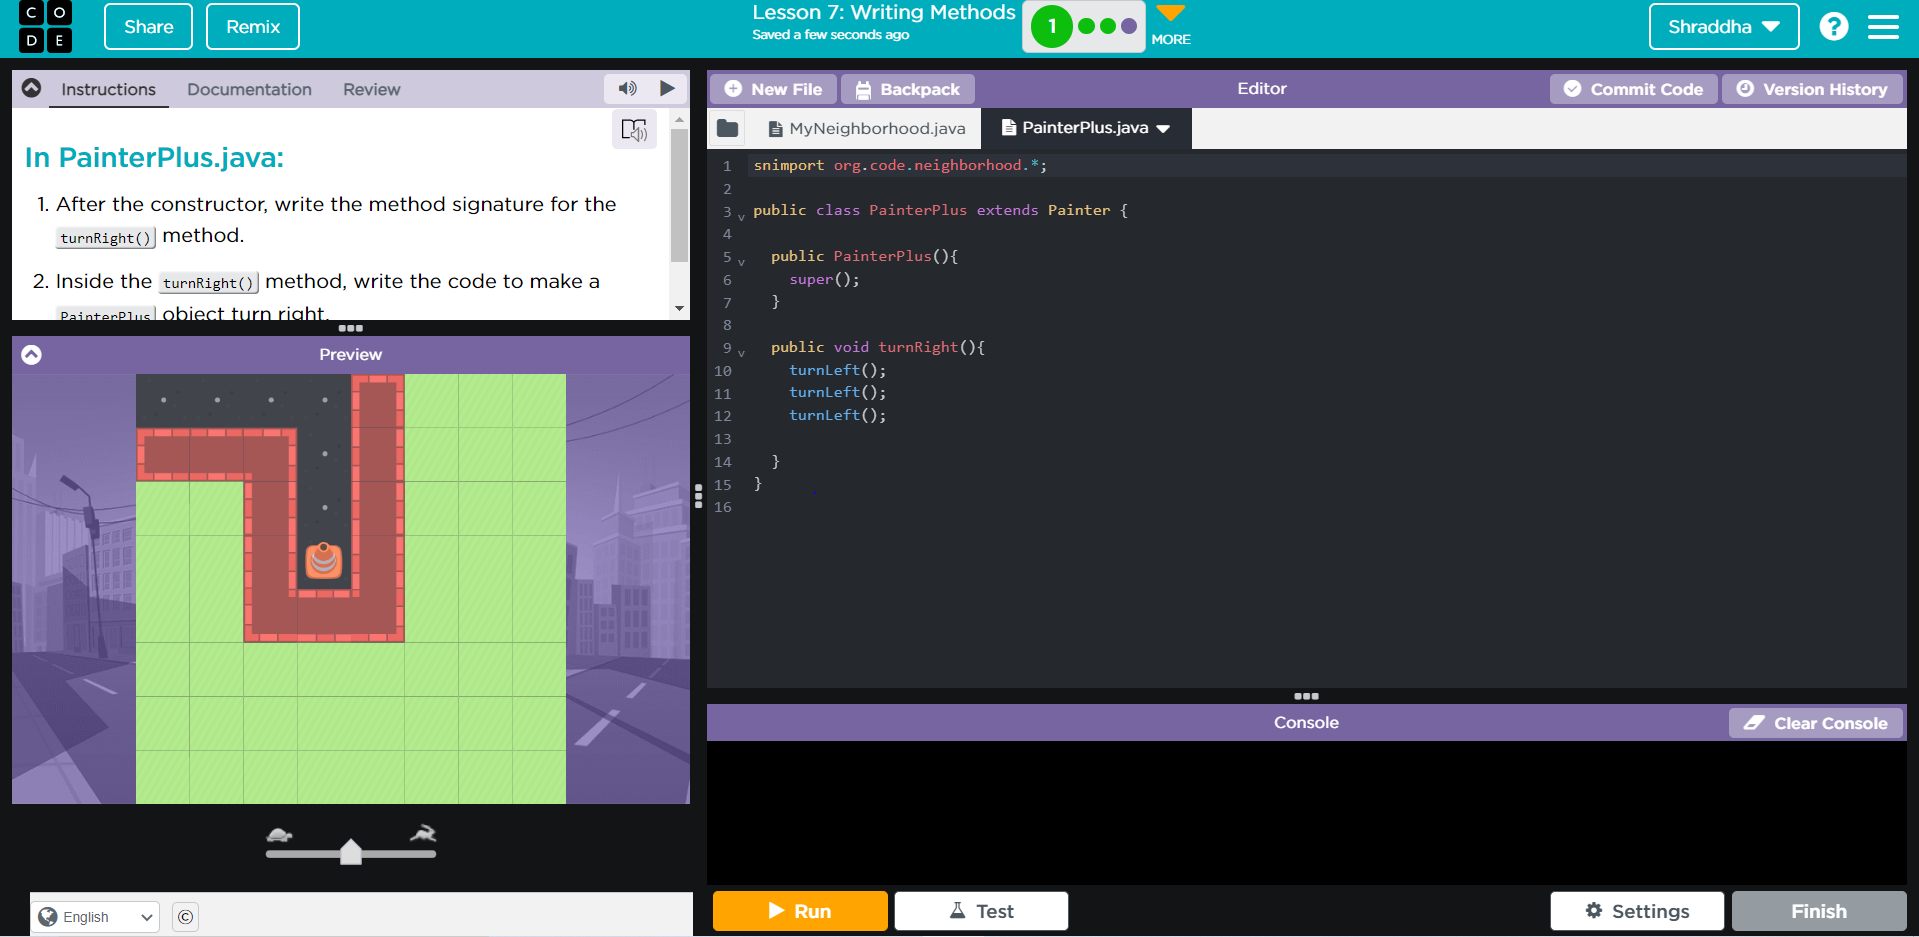 C O
D E
Share
Remix
Lesson 7: Writing Methods
Saved a few seconds ago
1
MORE
Shraddha
?
Instructions
Documentation
Review
In PainterPlus.java:
1. After the constructor, write the method signature for the
turnRight() method.
2. Inside the turnRight() method, write the code to make a
PainterPlus object turn right.
Preview
English
©
New File
Backpack
Editor
Commit Code
Version History
MyNeighborhood.java
PainterPlus.java
1 snimport org.code.neighborhood.*;
2
3 public class PainterPlus extends Painter {
4
5 public PainterPlus(){
6 super();
7 }
8
9 public void turnRight(){
10 turnLeft();
11 turnLeft();
12 turnLeft();
13
14 }
15 }
16
Console
Clear Console
Run
Test
Settings
Finish